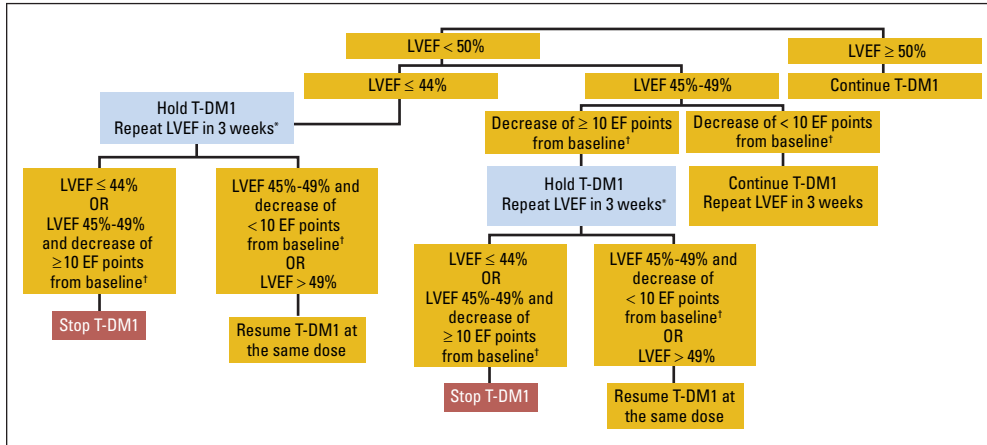 LVEF < 50%
LVEF ≥ 50%
LVEF ≤ 44%
LVEF 45%-49%
Continue T-DM1
Hold T-DM1
Repeat LVEF in 3 weeks*
Decrease of ≥ 10 EF points
from baseline†
Decrease of < 10 EF points
from baseline†
LVEF ≤ 44%
OR
LVEF 45%-49%
and decrease of
≥10 EF points
from baseline†
LVEF 45%-49% and
decrease of
< 10 EF points
from baseline†
OR
LVEF > 49%
Hold T-DM1
Repeat LVEF in 3 weeks*
Continue T-DM1
Repeat LVEF in 3 weeks
Stop T-DM1
Resume T-DM1 at
the same dose
LVEF ≤ 44%
OR
LVEF 45%-49% and
decrease of
≥ 10 EF points
from baseline†
LVEF 45%-49% and
decrease of
< 10 EF points
from baseline†
OR
LVEF > 49%
Stop T-DM1
Resume T-DM1 at
the same dose